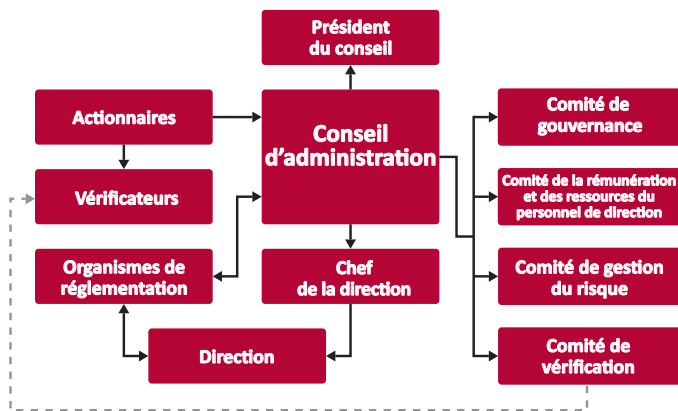 Président
du conseil
Actionnaires
Conseil
d’administration
Comité de
gouvernance
Vérificateurs
Comité de la rémunération
et des ressources du
personnel de direction
Organismes de
réglementation
Chef
de la direction
Comité de gestion
du risque
Direction
Comité de
vérification